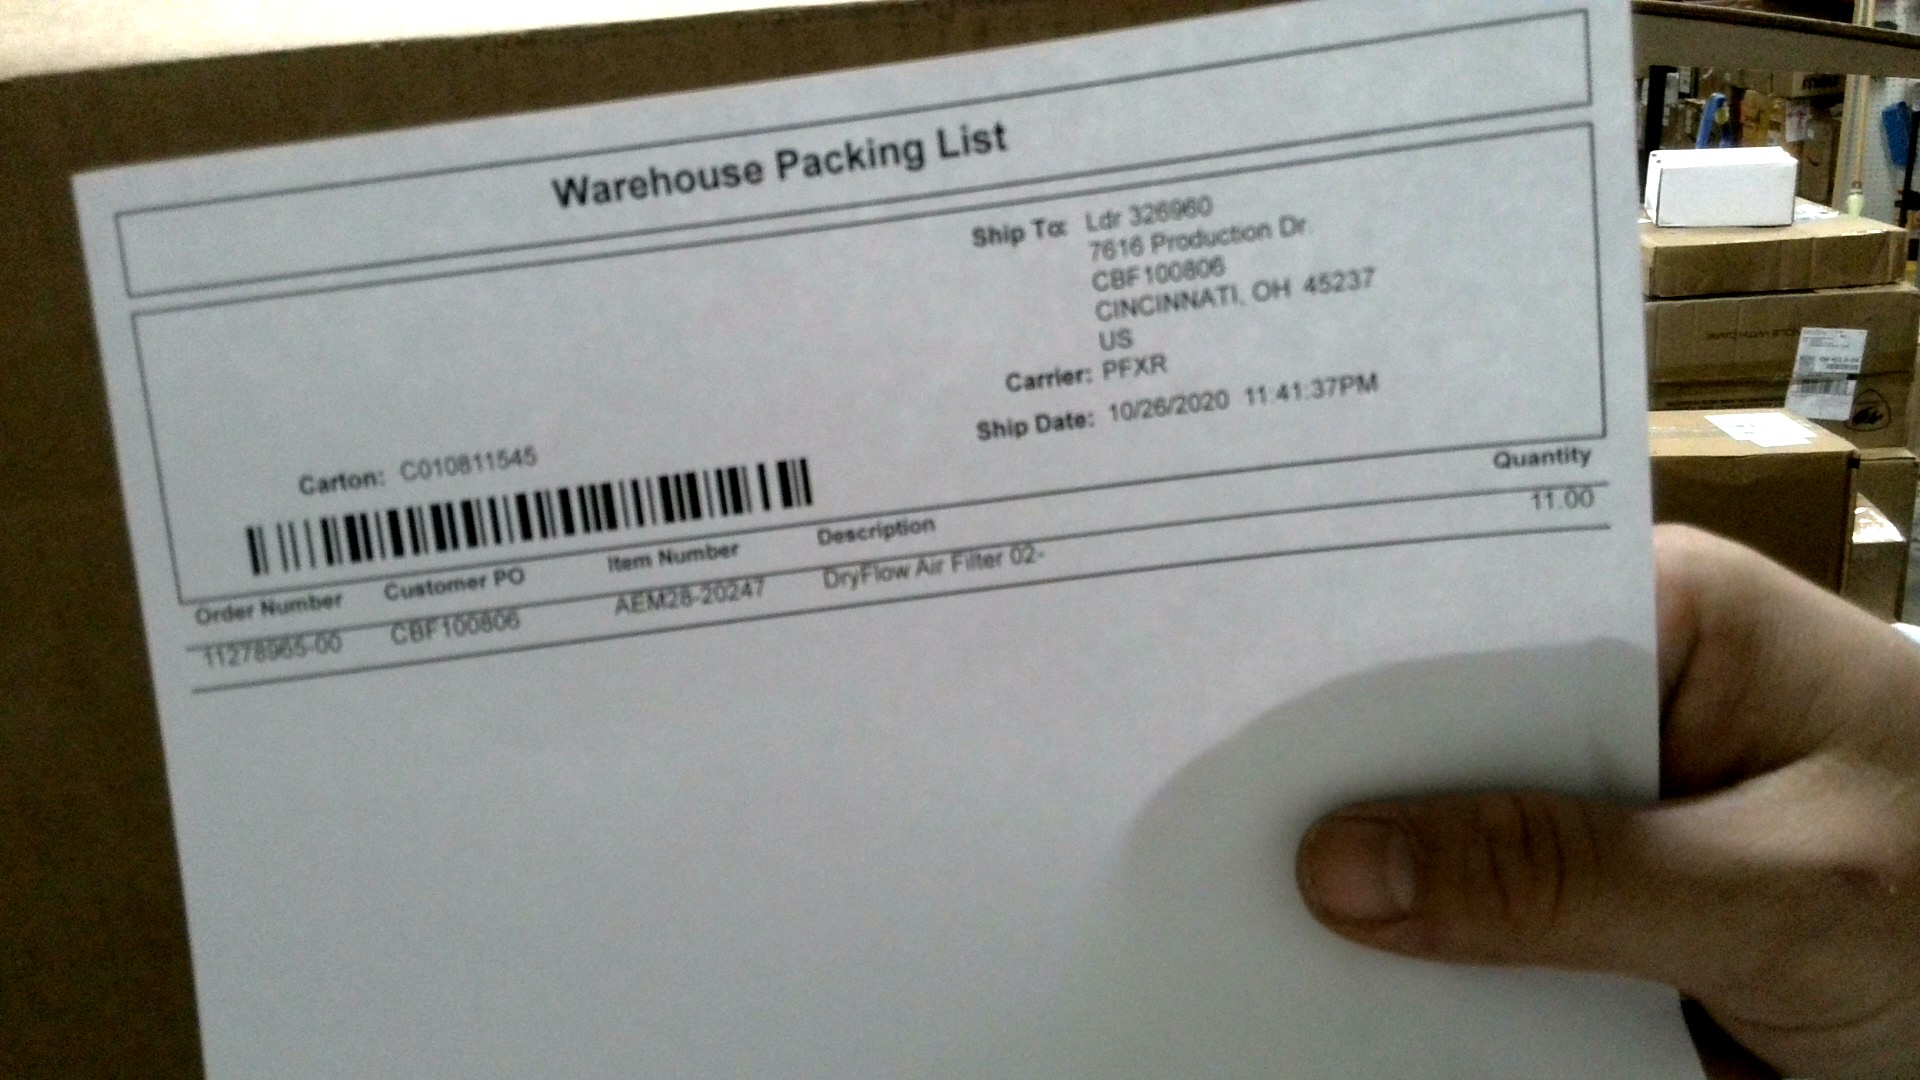 Warehouse Packing List
Ship To: Ldr 326960
7616 Production Dr
CBF100806
CINCINNATI, OH 45237
US
Carrier: PFXR
Ship Date: 10/26/2020 11:41:37PM
Carton: C010811545
Order Number Customer PO Item Number Description Quantity
11278965-00 CBF100806 AEM28-20247 DryFlow Air Filter 02- 11.00